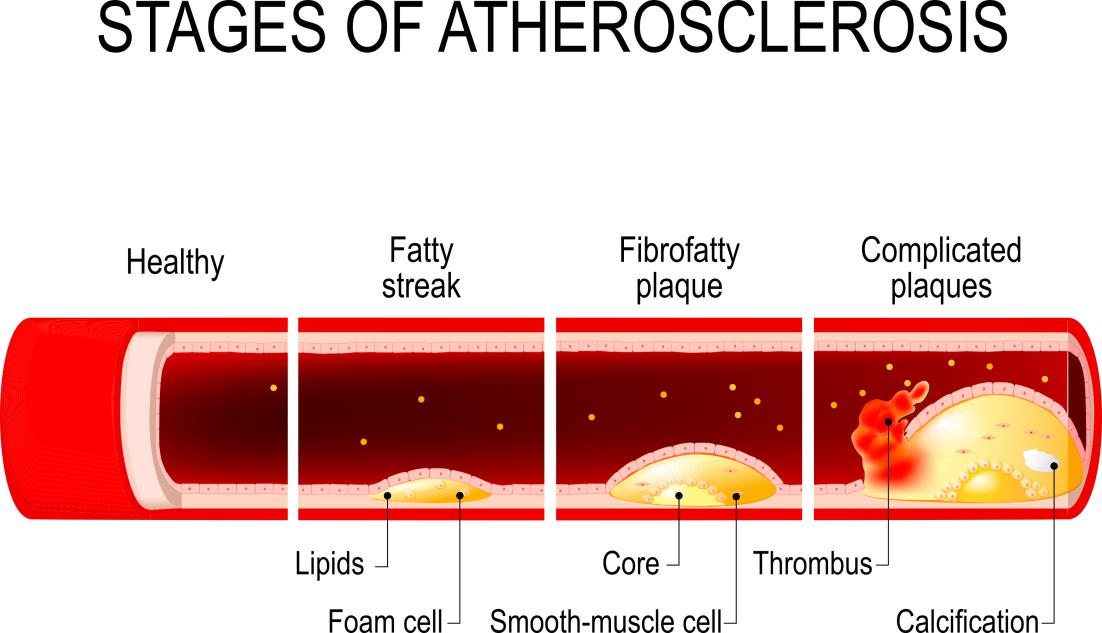 STAGES OF ATHEROSCLEROSIS
Healthy
Fatty
streak
Fibrofatty
plaque
Complicated
plaques
Lipids
Foam cell
Core
Smooth-muscle cell
Thrombus
Calcification